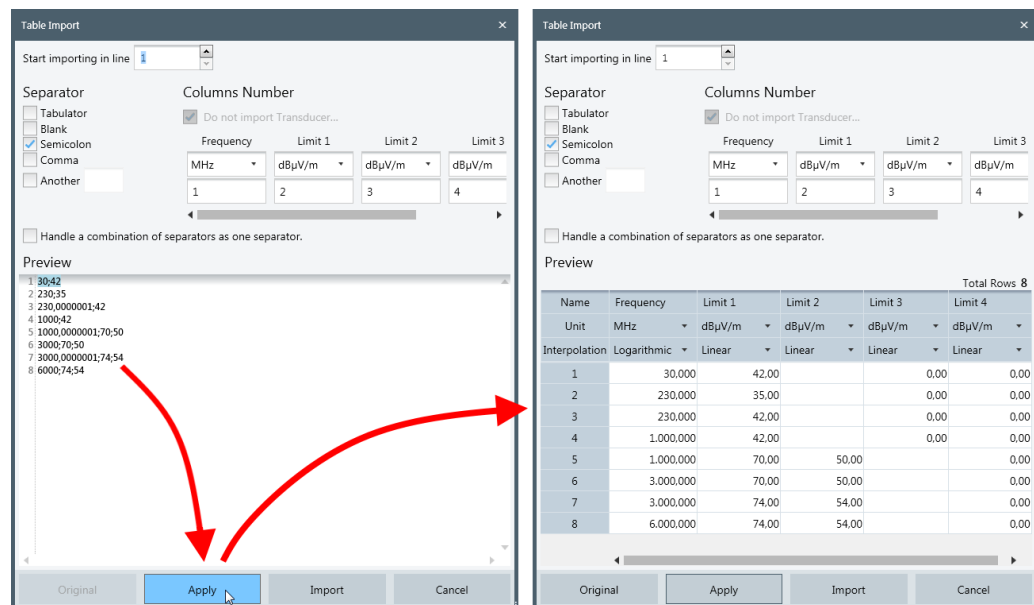 Table Import ×
Start importing in line 1
Separator
Columns Number
Tabulator
Do not import Transducer...
Blank
Semicolon
Frequency Limit 1 Limit 2 Limit 3
Comma
MHz dBµV/m dBµV/m dBµV/m
Another
1 2 3 4
Handle a combination of separators as one separator.
Preview
1 30;42
2 230;35
3 230,0000001;42
4 1000;42
5 1000,0000001;70;50
6 3000;70;50
7 3000,0000001;74;54
8 6000;74;54
Original Apply Import Cancel
Table Import ×
Start importing in line 1
Separator
Columns Number
Tabulator
Do not import Transducer...
Blank
Semicolon
Frequency Limit 1 Limit 2 Limit 3
Comma
MHz dBµV/m dBµV/m dBµV/m
Another
1 2 3 4
Handle a combination of separators as one separator.
Preview
Total Rows 8
Name Frequency Limit 1 Limit 2 Limit 3 Limit 4
Unit MHz dBµV/m dBµV/m dBµV/m dBµV/m
Interpolation Logarithmic Linear Linear Linear Linear
1 30,000 42,00 0,00 0,00
2 230,000 35,00 0,00 0,00
3 230,000 42,00 0,00 0,00
4 1.000,000 42,00 0,00 0,00
5 1.000,000 70,00 50,00 0,00
6 3.000,000 70,00 50,00 0,00
7 3.000,000 74,00 54,00 0,00
8 6.000,000 74,00 54,00 0,00
Original Apply Import Cancel